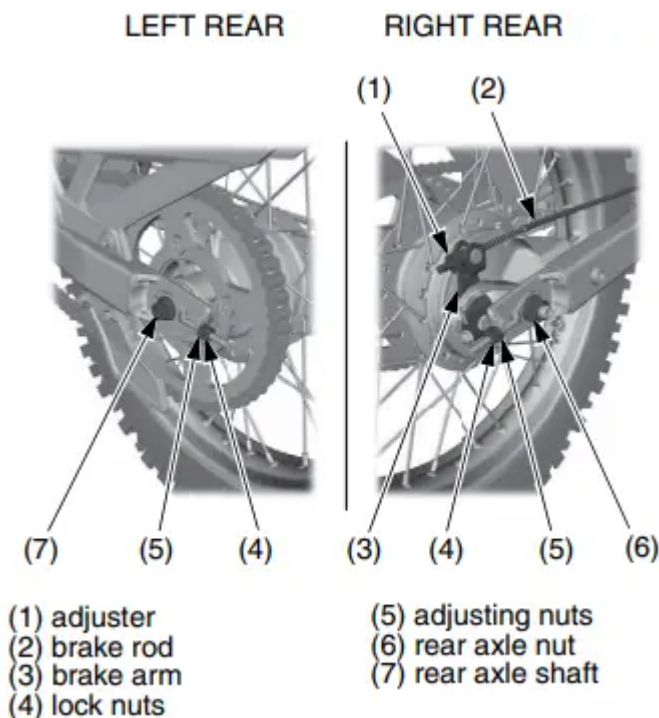 LEFT REAR
RIGHT REAR
(1)
(2)
(7)
(5)
(4)
(3)
(4)
(5)
(6)
(1) adjuster
(2) brake rod
(3) brake arm
(4) lock nuts
(5) adjusting nuts
(6) rear axle nut
(7) rear axle shaft